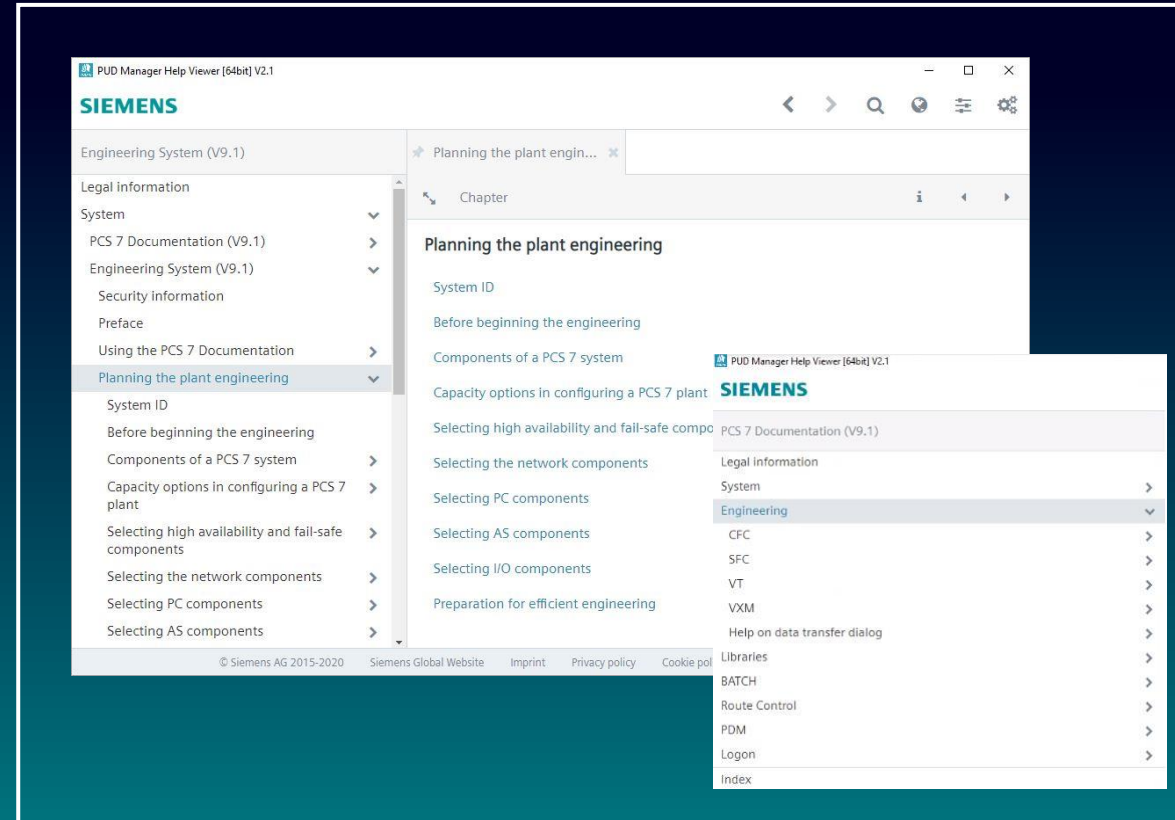 PUD Manager Help Viewer [64bit] V2.1
SIEMENS
Engineering System (V9.1)
Planning the plant engin...
Legal information
System
PCS 7 Documentation (V9.1)
Engineering System (V9.1)
Security information
Preface
Using the PCS 7 Documentation
Planning the plant engineering
System ID
Before beginning the engineering
Components of a PCS 7 system
Capacity options in configuring a PCS 7
plant
Selecting high availability and fail-safe
components
Selecting the network components
Selecting PC components
Selecting AS components
Chapter
Planning the plant engineering
System ID
Before beginning the engineering
Components of a PCS 7 system
Capacity options in configuring a PCS 7 plant
Selecting high availability and fail-safe compo
Selecting the network components
Selecting PC components
Selecting AS components
Selecting I/O components
Preparation for efficient engineering
© Siemens AG 2015-2020 Siemens Global Website Imprint Privacy policy Cookie pol
PUD Manager Help Viewer [64bit] V2.1
SIEMENS
PCS 7 Documentation (V9.1)
Legal information
System
Engineering
CFC
SFC
VT
VXM
Help on data transfer dialog
Libraries
BATCH
Route Control
PDM
Logon
Index